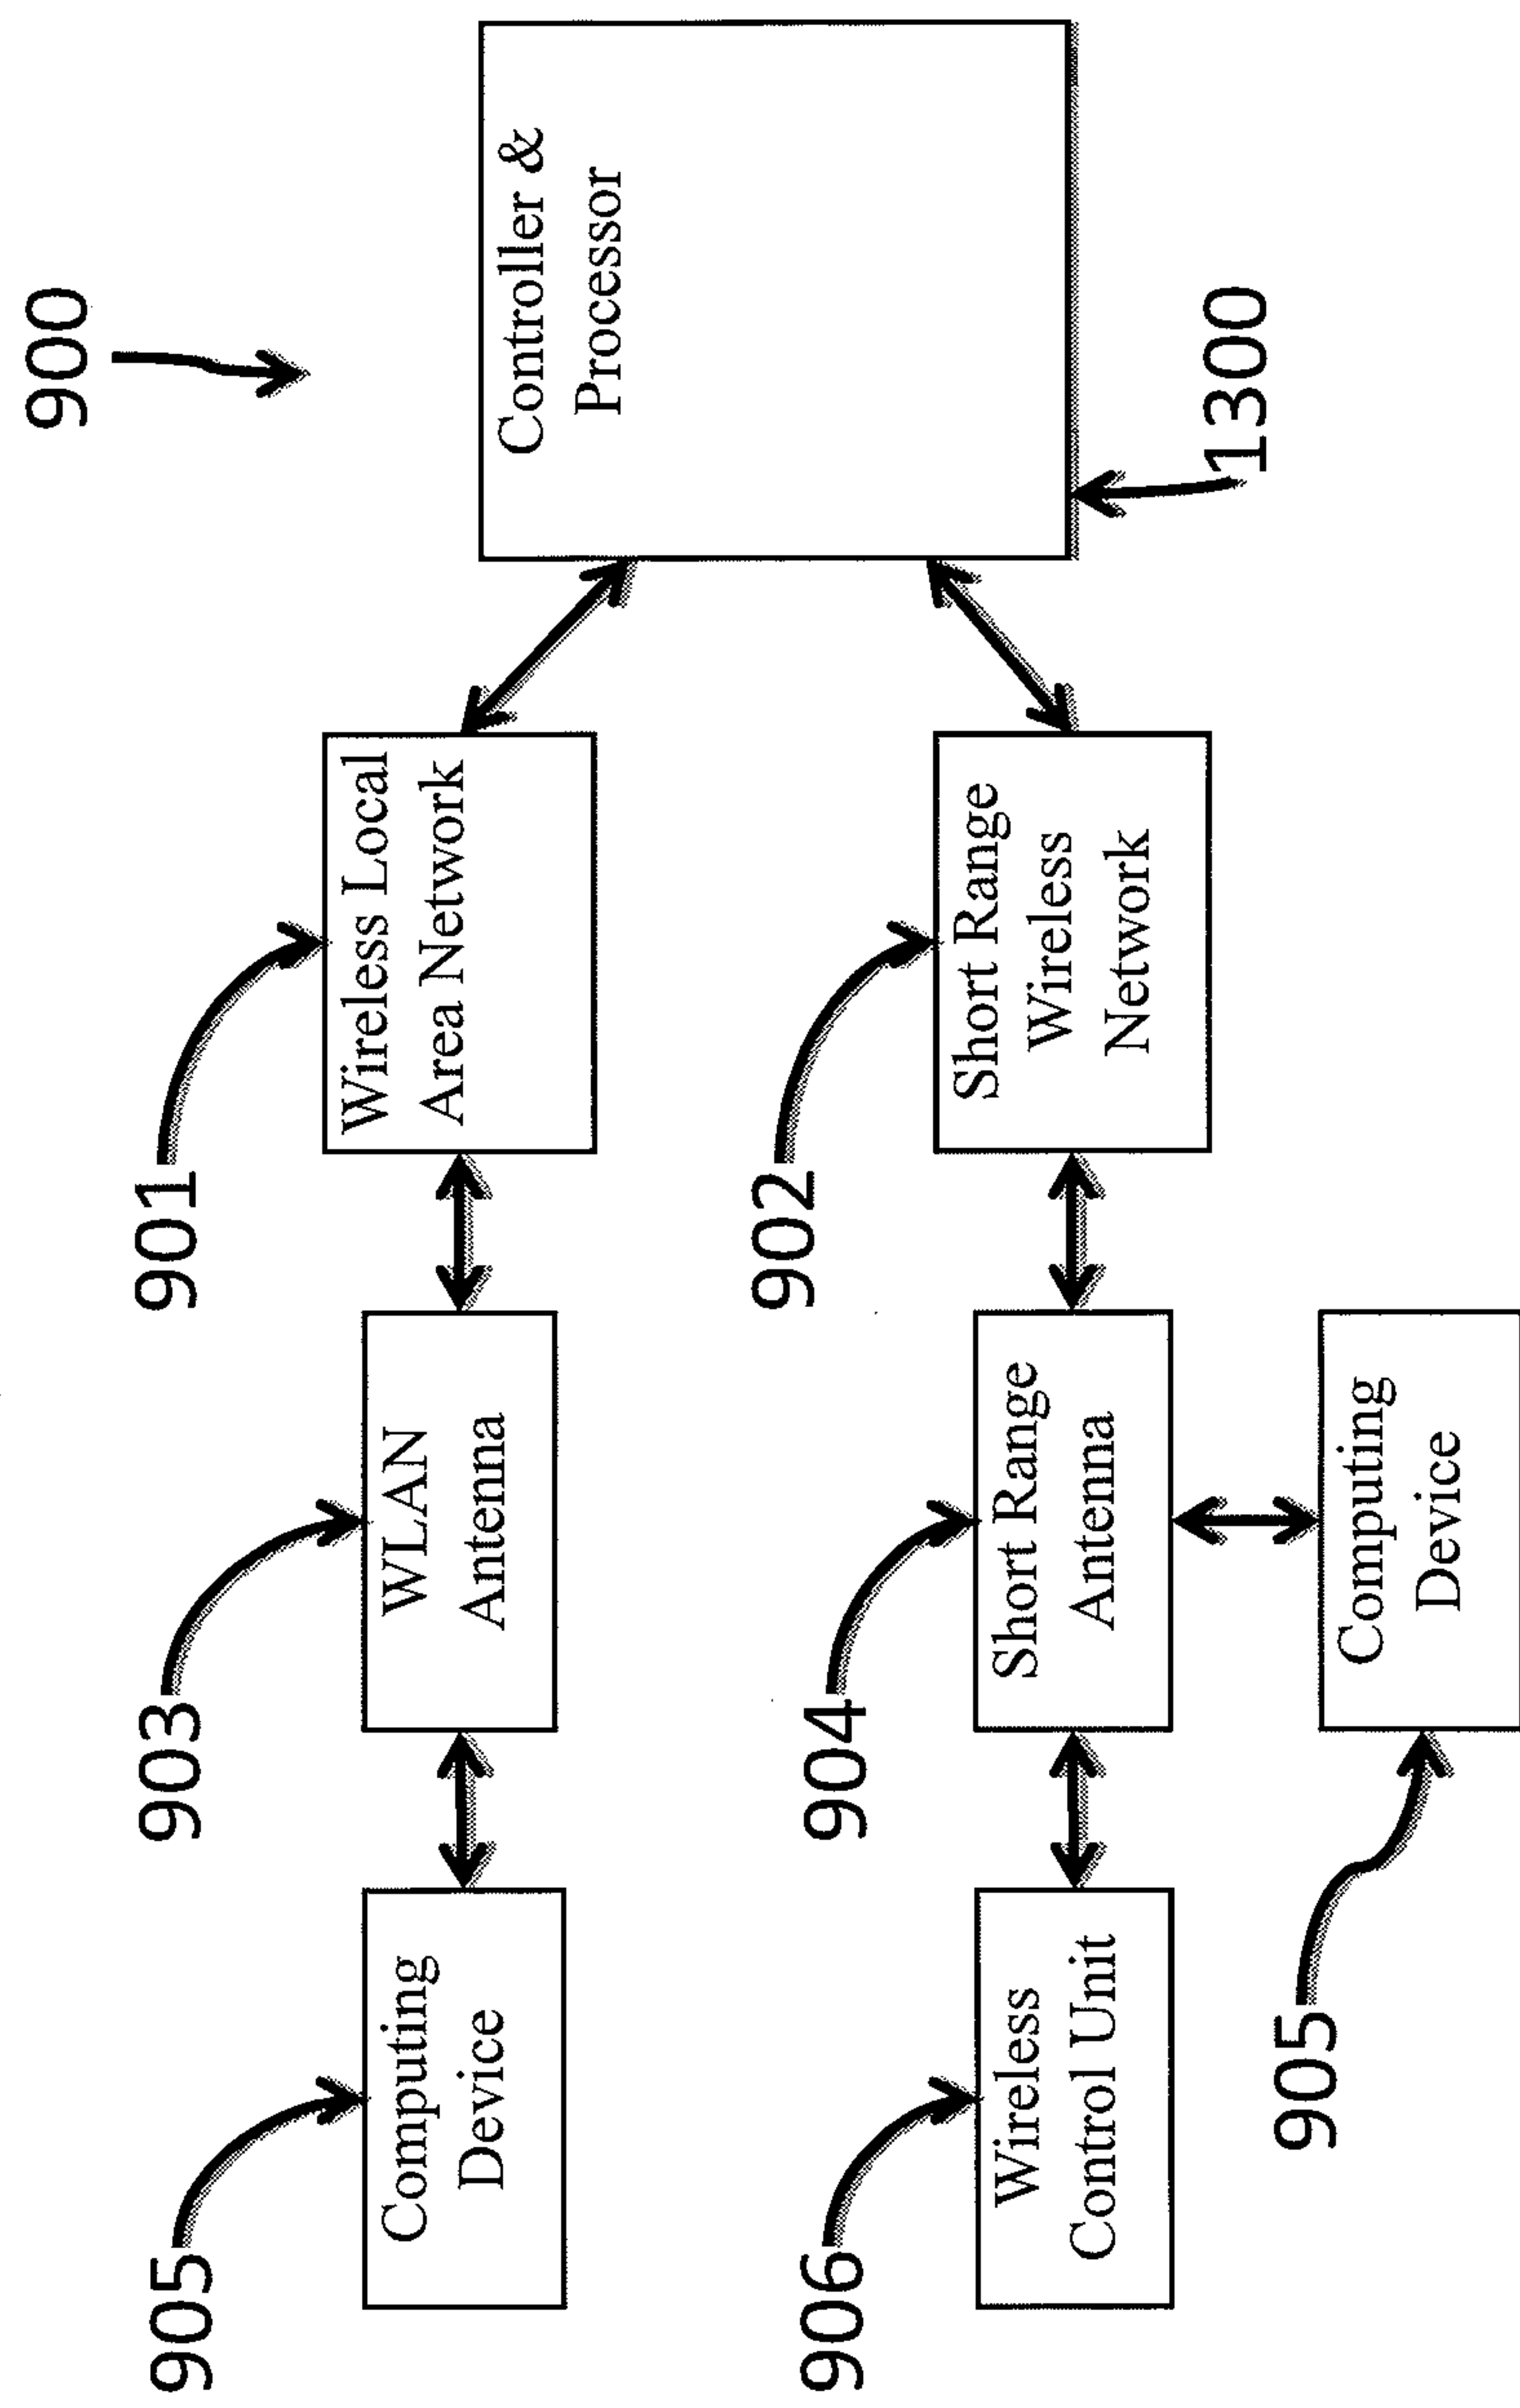 900
901
903
905
Computing
Device
WLAN
Antenna
Wireless Local
Area Network
Controller &
Processor
902
904
906
Wireless
Control Unit
Short Range
Antenna
Short Range
Wireless
Network
1300
905
Computing
Device